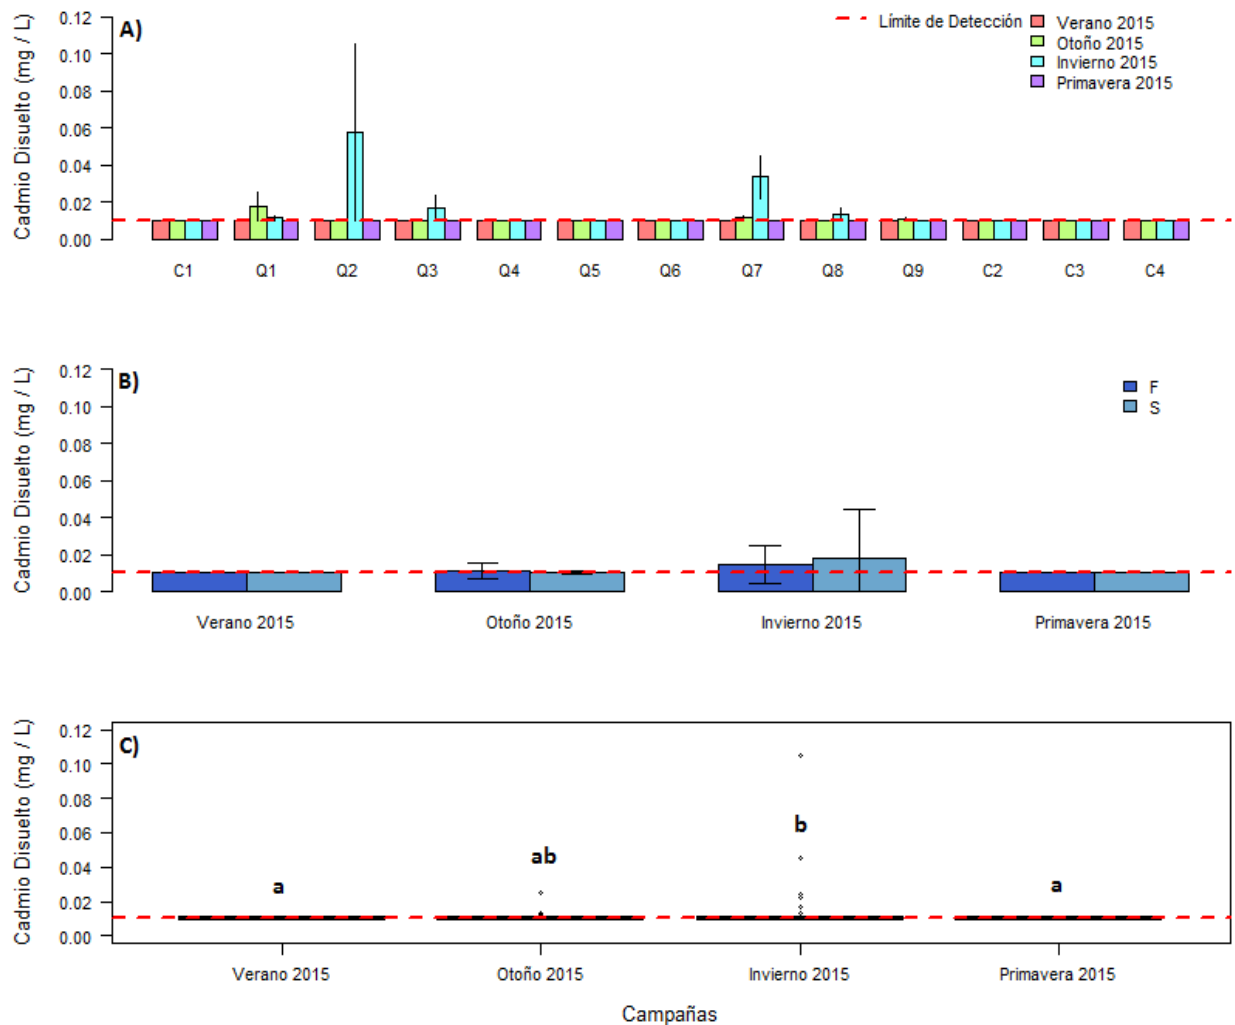 A)
Cadmio Disuelto (mg / L)
0.12
0.10
0.08
0.06
0.04
0.02
0.00
Límite de Detección
Verano 2015
Otoño 2015
Invierno 2015
Primavera 2015
C1 Q1 Q2 Q3 Q4 Q5 Q6 Q7 Q8 Q9 C2 C3 C4
B)
Cadmio Disuelto (mg / L)
0.12
0.10
0.08
0.06
0.04
0.02
0.00
F
S
Verano 2015 Otoño 2015 Invierno 2015 Primavera 2015
C)
Cadmio Disuelto (mg / L)
0.12
0.10
0.08
0.06
0.04
0.02
0.00
a ab b a
Verano 2015 Otoño 2015 Invierno 2015 Primavera 2015
Campañas